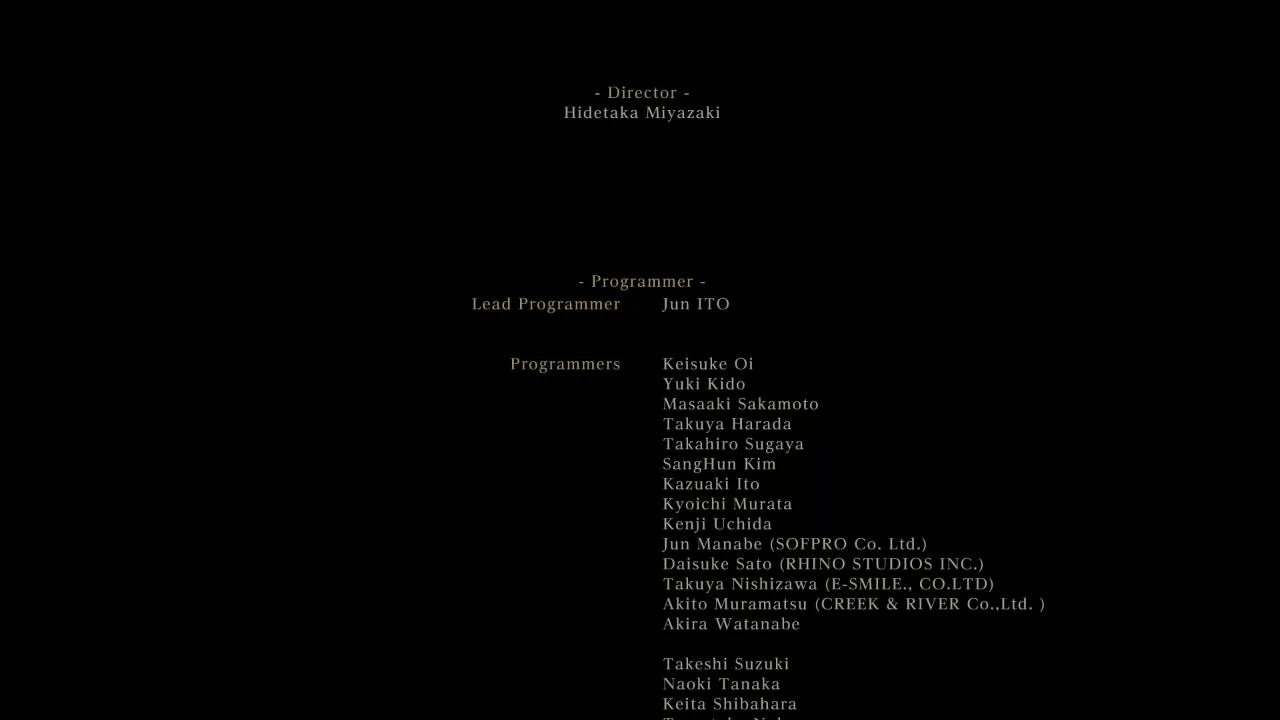 - Director -
Hidetaka Miyazaki
- Programmer -
Lead Programmer Jun ITO
Programmers Keisuke Oi
Yuki Kido
Masaaki Sakamoto
Takuya Harada
Takahiro Sugaya
SangHun Kim
Kazuaki Ito
Kyoichi Murata
Kenji Uchida
Jun Manabe (SOFPRO Co. Ltd.)
Daisuke Sato (RHINO STUDIOS INC.)
Takuya Nishizawa (E-SMILE., CO.LTD)
Akito Muramatsu (CREEK & RIVER Co.,Ltd. )
Akira Watanabe
Takeshi Suzuki
Naoki Tanaka
Keita Shibahara